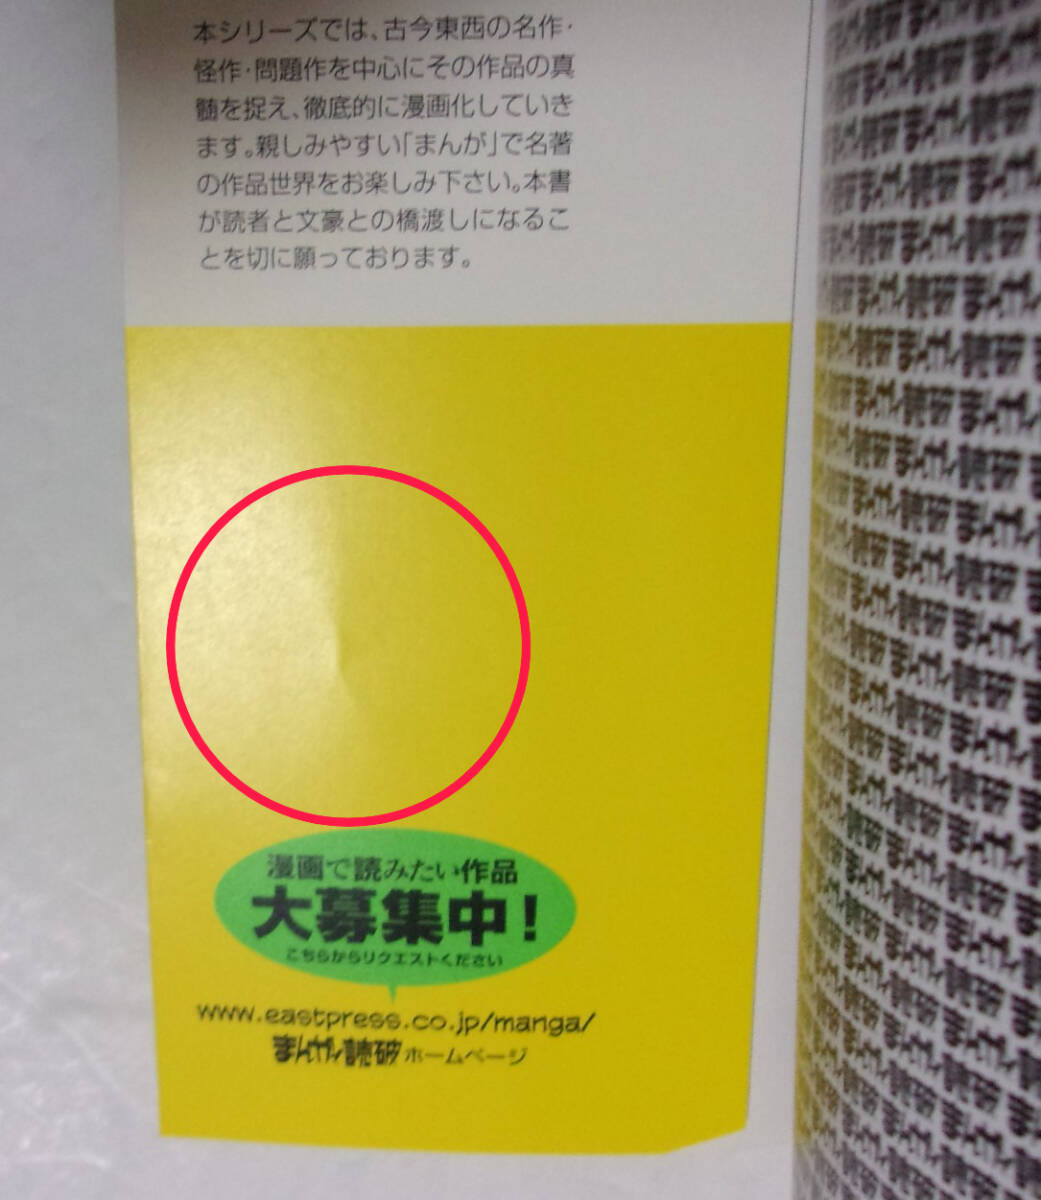 本シリーズでは、古今東西の名作・
怪作・問題作を中心にその作品の真
髄を捉え、徹底的に漫画化していき
ます。親しみやすい「まんが」で名著
の作品世界をお楽しみ下さい。本書
が読者と文豪との橋渡しになるこ
とを切に願っております。
漫画で読みたい作品
大募集中!
こちらからリクエストください
www.eastpress.co.jp/manga/
まんがで読破 ホームページ